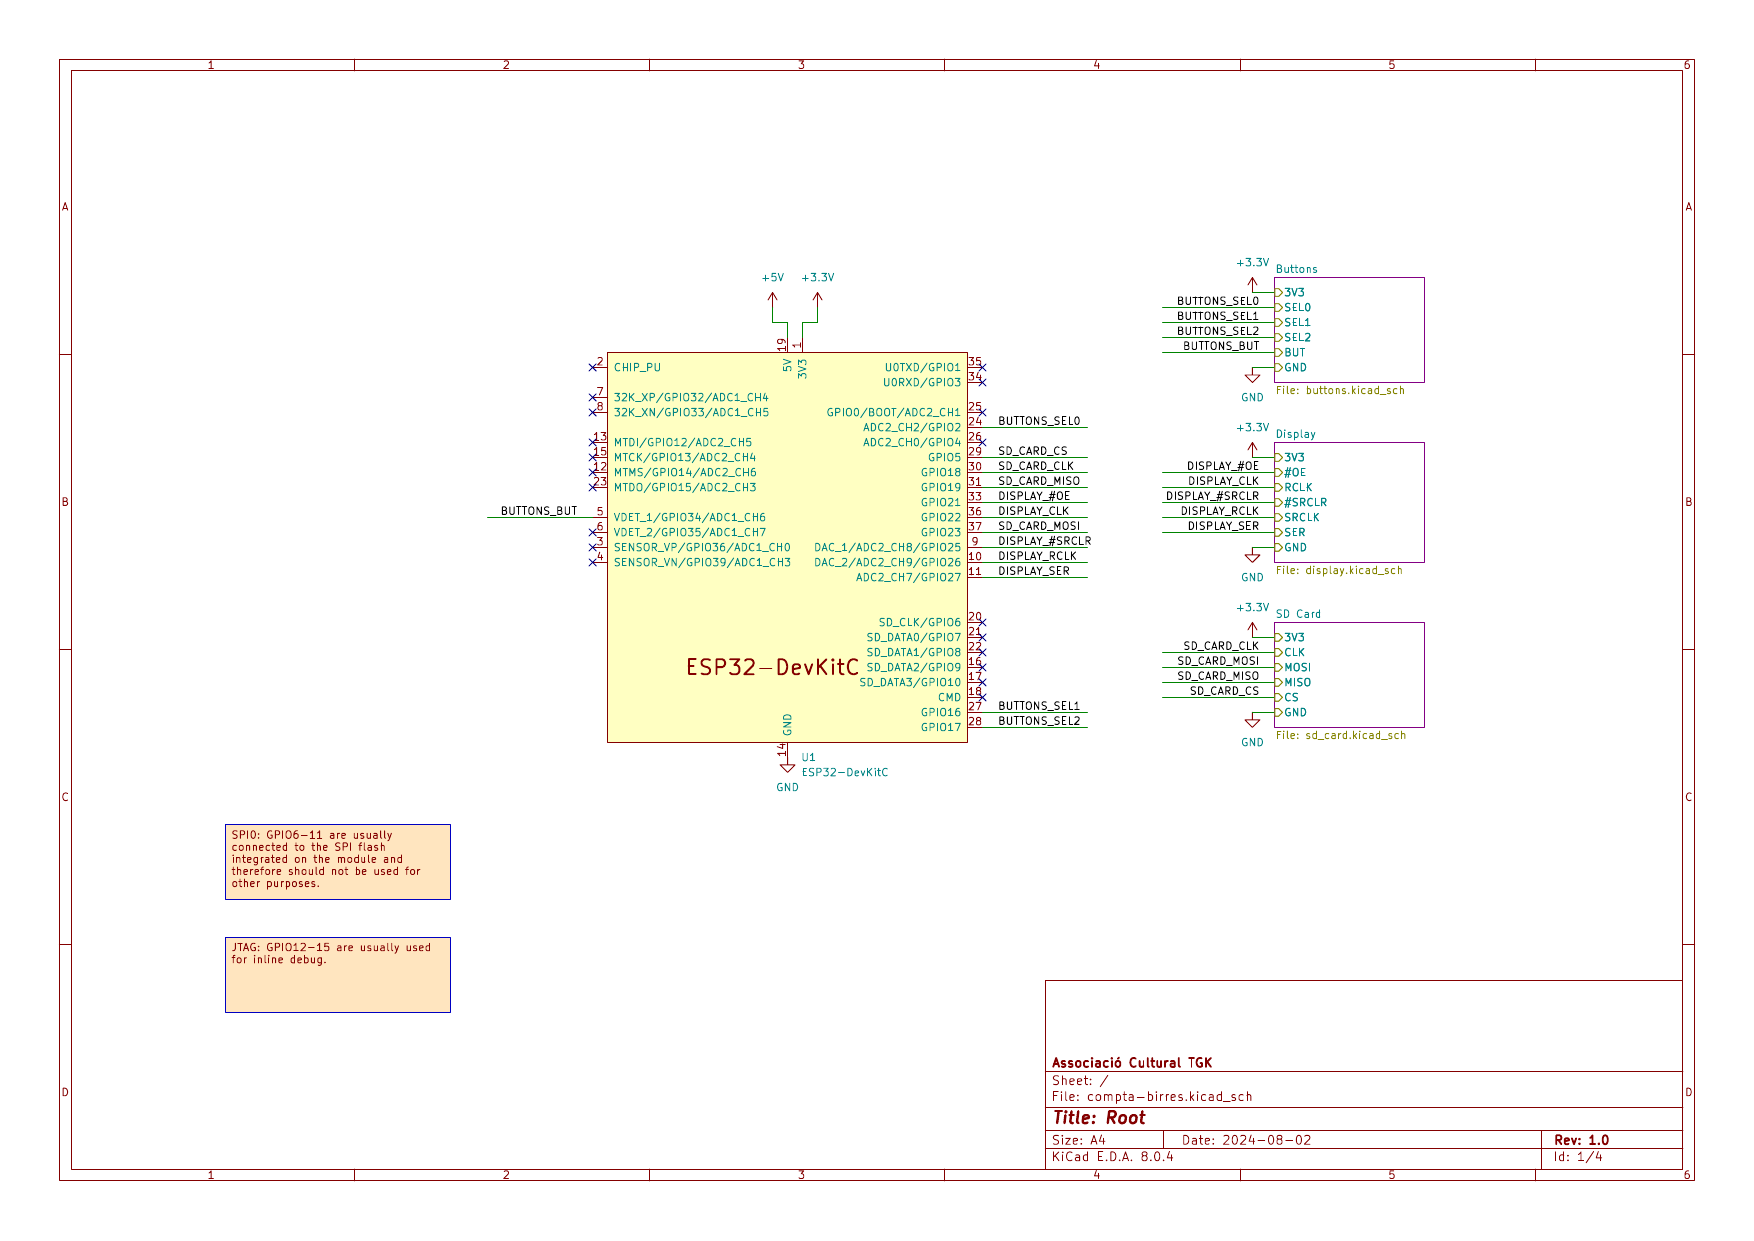 1 2 3 4 5 6
A A
B B
C C
D D
1 2 3 4 5 6
+5V +3.3V
19 1
5V 3V3
2 CHIP_PU
7 32K_XP/GPIO32/ADC1_CH4
8 32K_XN/GPIO33/ADC1_CH5
13 MTDI/GPIO12/ADC2_CH5
15 MTCK/GPIO13/ADC2_CH4
12 MTMS/GPIO14/ADC2_CH6
23 MTDO/GPIO15/ADC2_CH3
BUTTONS_BUT 5 VDET_1/GPIO34/ADC1_CH6
6 VDET_2/GPIO35/ADC1_CH7
3 SENSOR_VP/GPIO36/ADC1_CH0
4 SENSOR_VN/GPIO39/ADC1_CH3
U0TXD/GPIO1 35
U0RXD/GPIO3 34
GPIO0/BOOT/ADC2_CH1 25
ADC2_CH2/GPIO2 24 BUTTONS_SEL0
ADC2_CH0/GPIO4 26
GPIO5 29 SD_CARD_CS
GPIO18 30 SD_CARD_CLK
GPIO19 31 SD_CARD_MISO
GPIO21 33 DISPLAY_#OE
GPIO22 36 DISPLAY_CLK
GPIO23 37 SD_CARD_MOSI
DAC_1/ADC2_CH8/GPIO25 9 DISPLAY_#SRCLR
DAC_2/ADC2_CH9/GPIO26 10 DISPLAY_RCLK
ADC2_CH7/GPIO27 11 DISPLAY_SER
SD_CLK/GPIO6 20
SD_DATA0/GPIO7 21
SD_DATA1/GPIO8 22
SD_DATA2/GPIO9 16
SD_DATA3/GPIO10 17
CMD 18
GPIO16 27 BUTTONS_SEL1
GPIO17 28 BUTTONS_SEL2
ESP32-DevKitC
GND
14
GND
U1
ESP32-DevKitC
+3.3V
Buttons
3V3
BUTTONS_SEL0 SEL0
BUTTONS_SEL1 SEL1
BUTTONS_SEL2 SEL2
BUTTONS_BUT BUT
GND
GND
File: buttons.kicad_sch
+3.3V
Display
3V3
DISPLAY_#OE #OE
DISPLAY_CLK RCLK
DISPLAY_#SRCLR #SRCLR
DISPLAY_RCLK SRCLK
DISPLAY_SER SER
GND
GND
File: display.kicad_sch
+3.3V
SD Card
3V3
SD_CARD_CLK CLK
SD_CARD_MOSI MOSI
SD_CARD_MISO MISO
SD_CARD_CS CS
GND
GND
File: sd_card.kicad_sch
SPI0: GPIO6-11 are usually
connected to the SPI flash
integrated on the module and
therefore should not be used for
other purposes.
JTAG: GPIO12-15 are usually used
for inline debug.
Associació Cultural TGK
Sheet: /
File: compta-birres.kicad_sch
Title: Root
Size: A4 Date: 2024-08-02 Rev: 1.0
KiCad E.D.A. 8.0.4 Id: 1/4